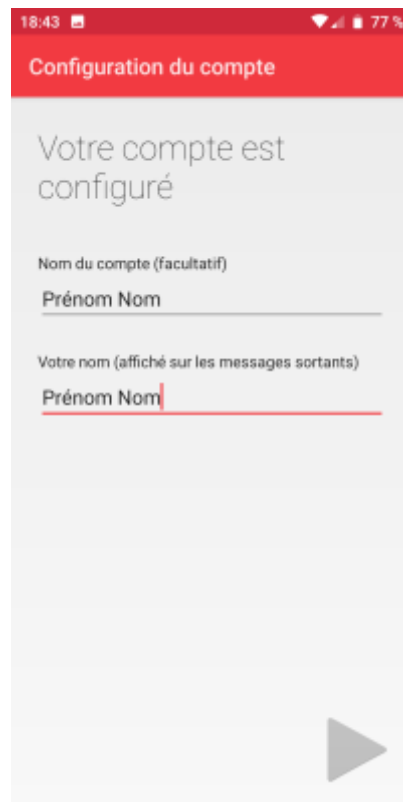 18:43 77 %
Configuration du compte
Votre compte est
configuré
Nom du compte (facultatif)
Prénom Nom
Votre nom (affiché sur les messages sortants)
Prénom Nom